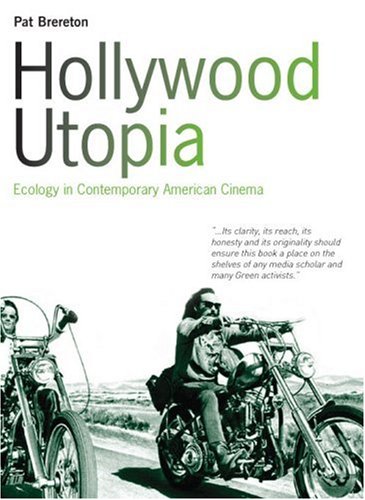 Pat Brereton
Hollywood
Utopia
Ecology in Contemporary American Cinema
"...Its clarity, its reach, its
honesty and its originality should
ensure this book a place on the
shelves of any media scholar and
many Green activists."